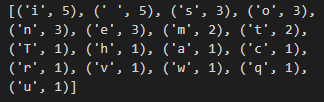 [('i', 5), (' ', 5), ('s', 3), ('o', 3),
('n', 3), ('e', 3), ('m', 2), ('t', 2),
('T', 1), ('h', 1), ('a', 1), ('c', 1),
('r', 1), ('v', 1), ('w', 1), ('q', 1),
('u', 1)]